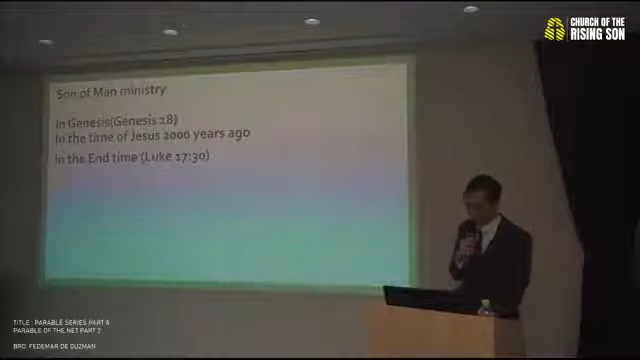 CHURCH OF THE
RISING SON
Son of Man ministry
In Genesis(Genesis 18)
In the time of Jesus 2000 years ago
In the End time (Luke 17:30)
TITLE : PARABLE SERIES PART 8
PARABLE OF THE NET PART 2
BRO. FEDEMAR DE GUZMAN